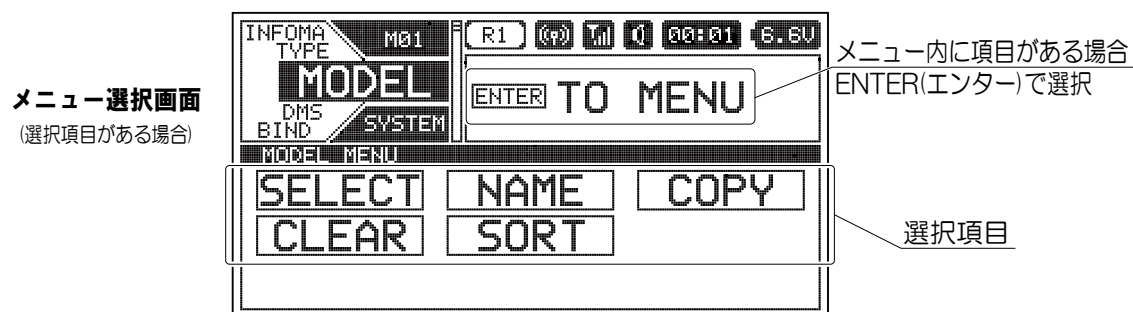 メニュー選択画面
(選択項目がある場合)
INFOMA
TYPE
M01
MODEL
DMS
BIND
SYSTEM
R1
00:01
6.6V
ENTER TO MENU
メニュー内に項目がある場合
ENTER(エンター)で選択
MODEL MENU
SELECT NAME COPY
CLEAR SORT
選択項目